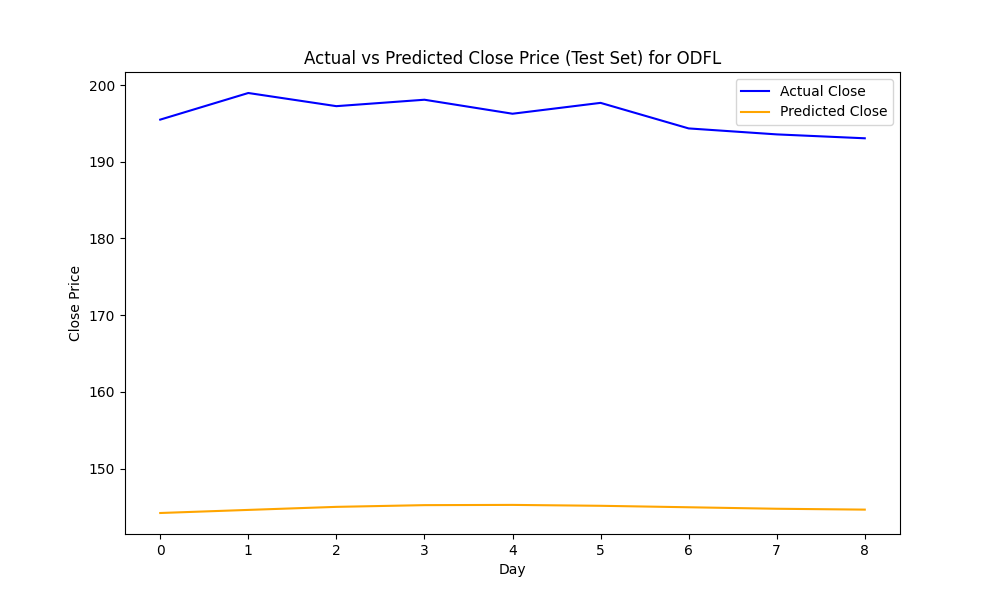 Actual vs Predicted Close Price (Test Set) for ODFL
Actual Close
Predicted Close
200
190
180
170
160
150
Close Price
0 1 2 3 4 5 6 7 8
Day